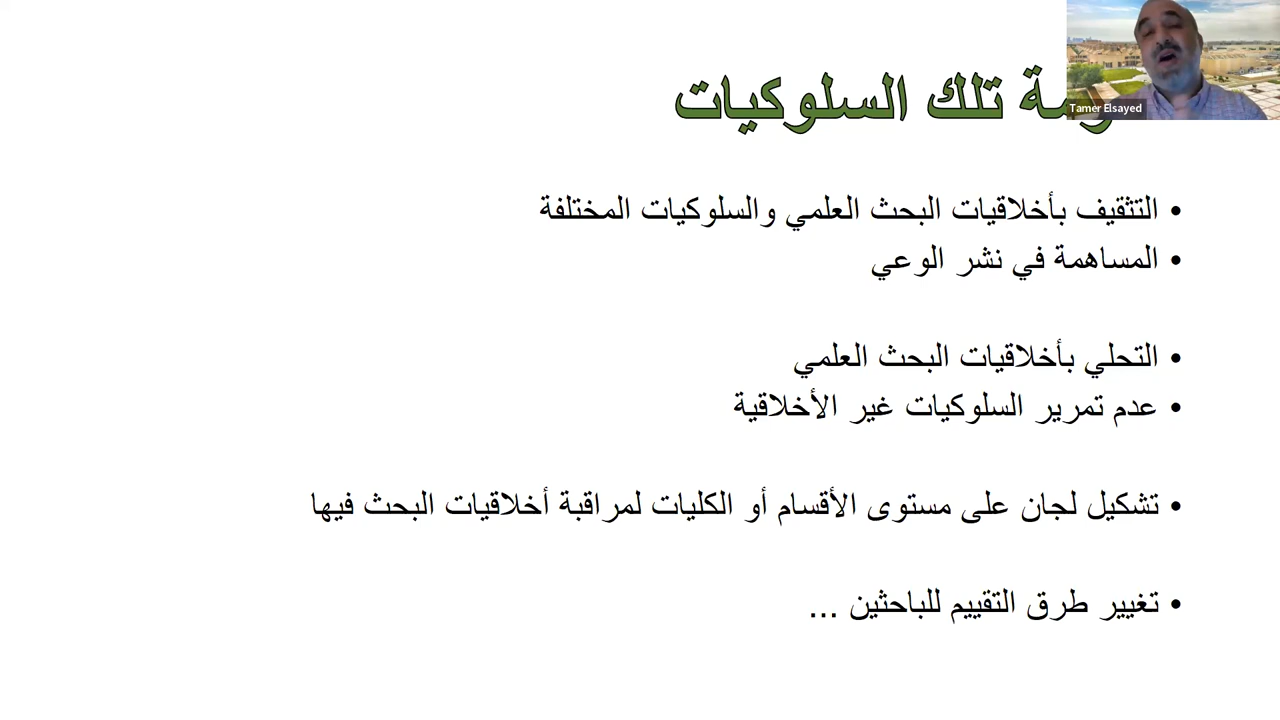 تلك السلوكيات
Tamer Elsayed
• التثقيف بأخلاقيات البحث العلمي والسلوكيات المختلفة
• المساهمة في نشر الوعي
• التحلي بأخلاقيات البحث العلمي
• عدم تمرير السلوكيات غير الأخلاقية
• تشكيل لجان على مستوى الأقسام أو الكليات لمراقبة أخلاقيات البحث فيها
• تغيير طرق التقييم للباحثين ...